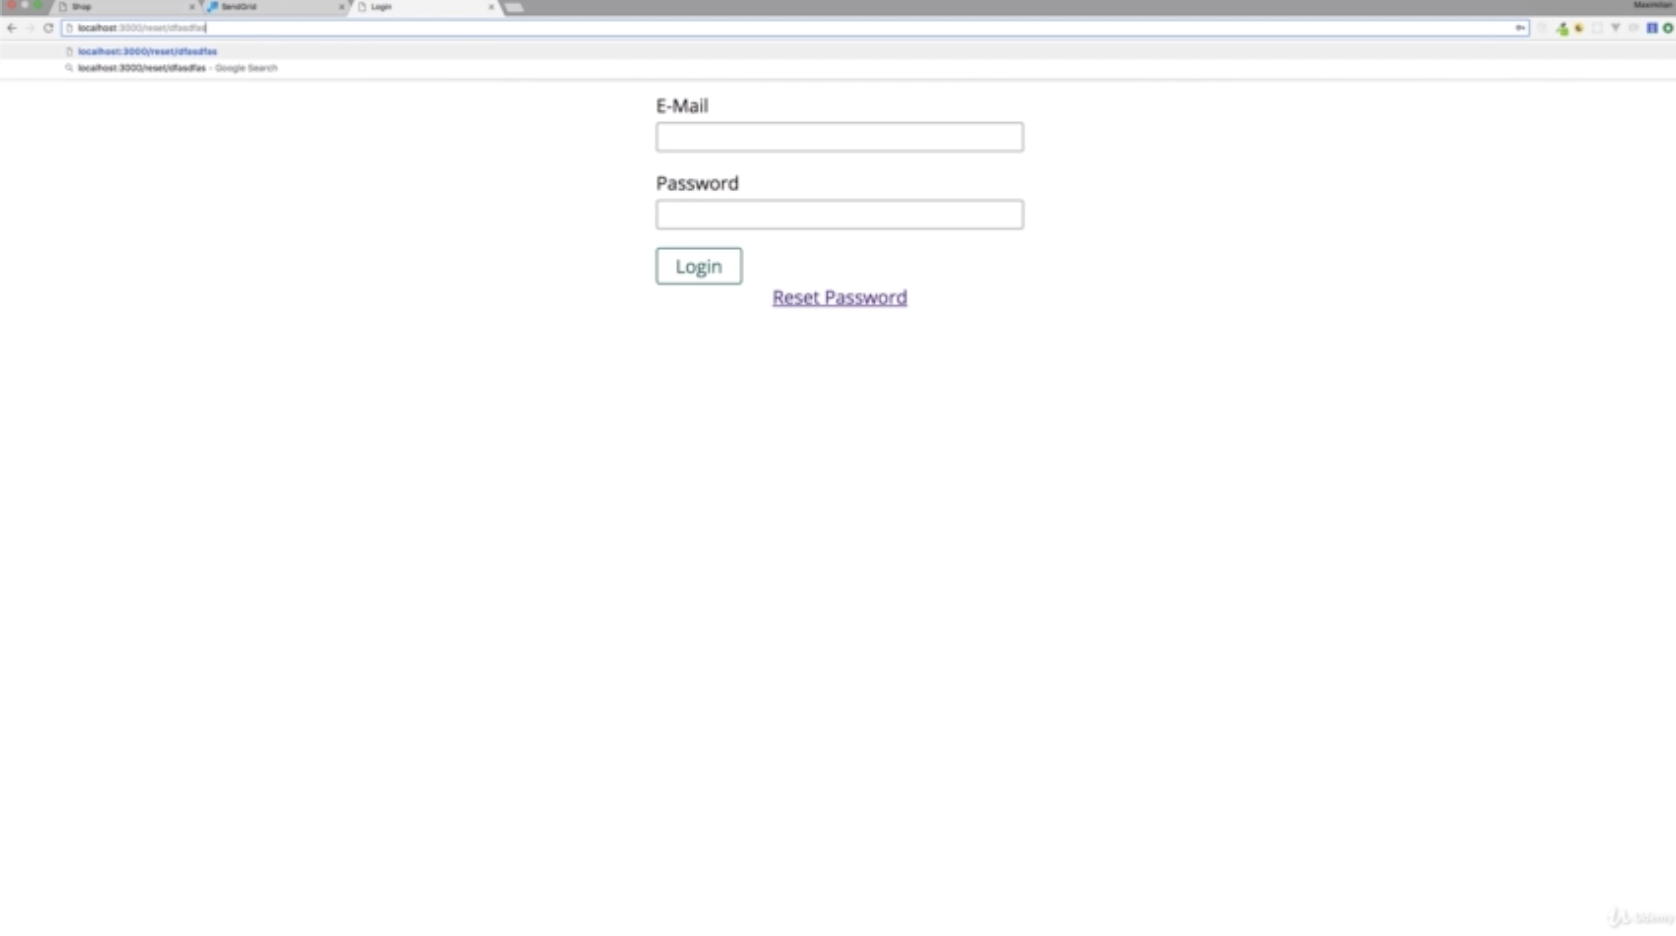 Shop
SendGrid
Login
Maximilian
localhost:3000/reset/dfasdfas
localhost:3000/reset/dfasdfas
localhost:3000/reset/dfasdfas - Google Search
E-Mail
Password
Login
Reset Password
Udemy